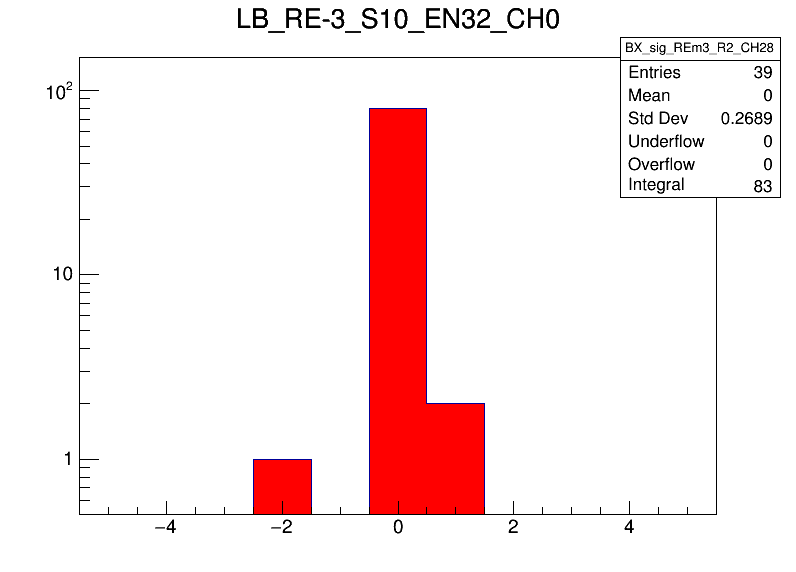 LB_RE-3_S10_EN32_CH0
BX_sig_REm3_R2_CH28
Entries 39
Mean 0
Std Dev 0.2689
Underflow 0
Overflow 0
Integral 83
10²
10
1
−4 −2 0 2 4